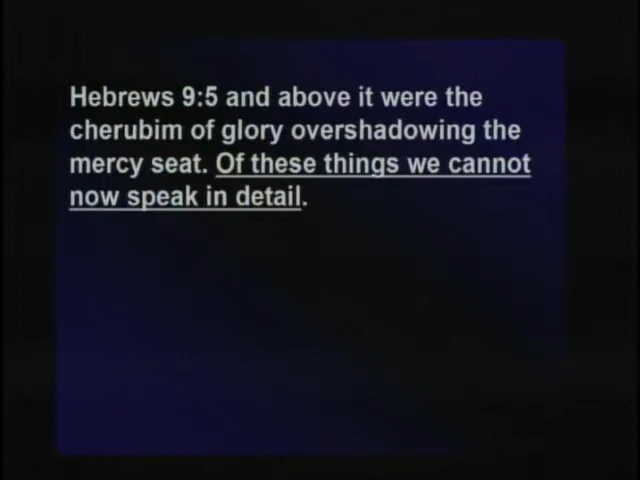 Hebrews 9:5 and above it were the
cherubim of glory overshadowing the
mercy seat. Of these things we cannot
now speak in detail.